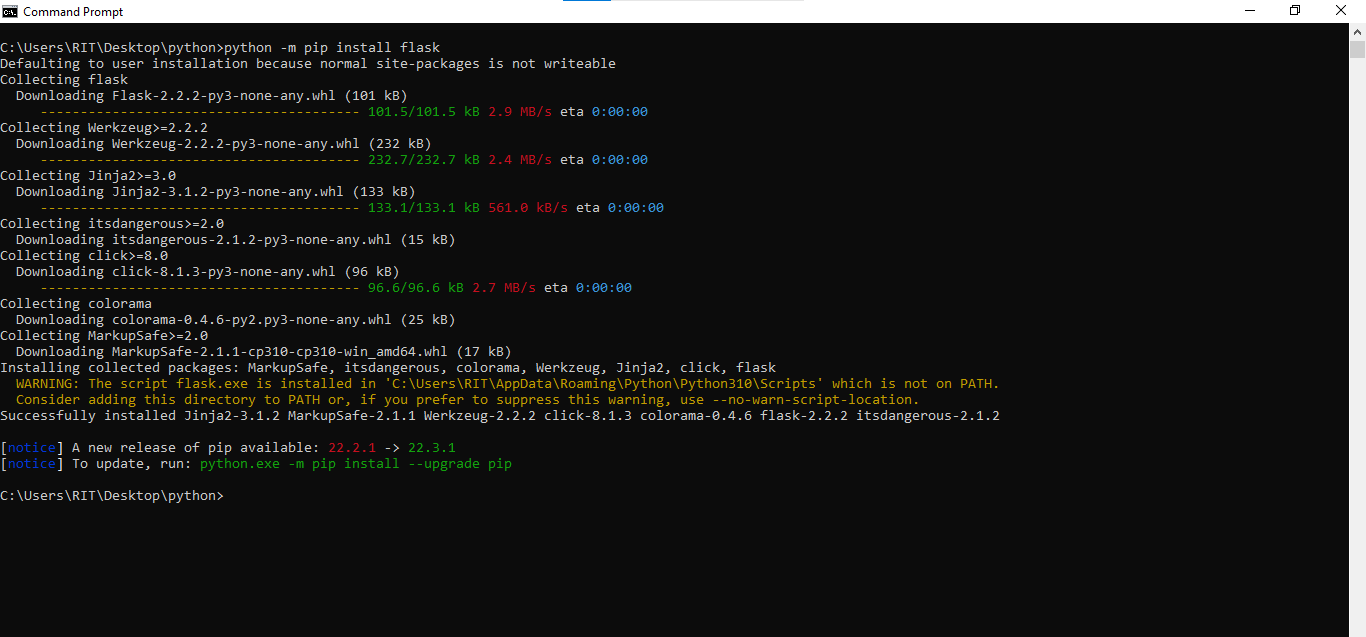 Command Prompt
C:\Users\RIT\Desktop\python>python -m pip install flask
Defaulting to user installation because normal site-packages is not writeable
Collecting flask
  Downloading Flask-2.2.2-py3-none-any.whl (101 kB)
     ---------------------------------------- 101.5/101.5 kB 2.9 MB/s eta 0:00:00
Collecting Werkzeug>=2.2.2
  Downloading Werkzeug-2.2.2-py3-none-any.whl (232 kB)
     ---------------------------------------- 232.7/232.7 kB 2.4 MB/s eta 0:00:00
Collecting Jinja2>=3.0
  Downloading Jinja2-3.1.2-py3-none-any.whl (133 kB)
     ---------------------------------------- 133.1/133.1 kB 561.0 kB/s eta 0:00:00
Collecting itsdangerous>=2.0
  Downloading itsdangerous-2.1.2-py3-none-any.whl (15 kB)
Collecting click>=8.0
  Downloading click-8.1.3-py3-none-any.whl (96 kB)
     ---------------------------------------- 96.6/96.6 kB 2.7 MB/s eta 0:00:00
Collecting colorama
  Downloading colorama-0.4.6-py2.py3-none-any.whl (25 kB)
Collecting MarkupSafe>=2.0
  Downloading MarkupSafe-2.1.1-cp310-cp310-win_amd64.whl (17 kB)
Installing collected packages: MarkupSafe, itsdangerous, colorama, Werkzeug, Jinja2, click, flask
  WARNING: The script flask.exe is installed in 'C:\Users\RIT\AppData\Roaming\Python\Python310\Scripts' which is not on PATH.
  Consider adding this directory to PATH or, if you prefer to suppress this warning, use --no-warn-script-location.
Successfully installed Jinja2-3.1.2 MarkupSafe-2.1.1 Werkzeug-2.2.2 click-8.1.3 colorama-0.4.6 flask-2.2.2 itsdangerous-2.1.2
[notice] A new release of pip available: 22.2.1 -> 22.3.1
[notice] To update, run: python.exe -m pip install --upgrade pip
C:\Users\RIT\Desktop\python>